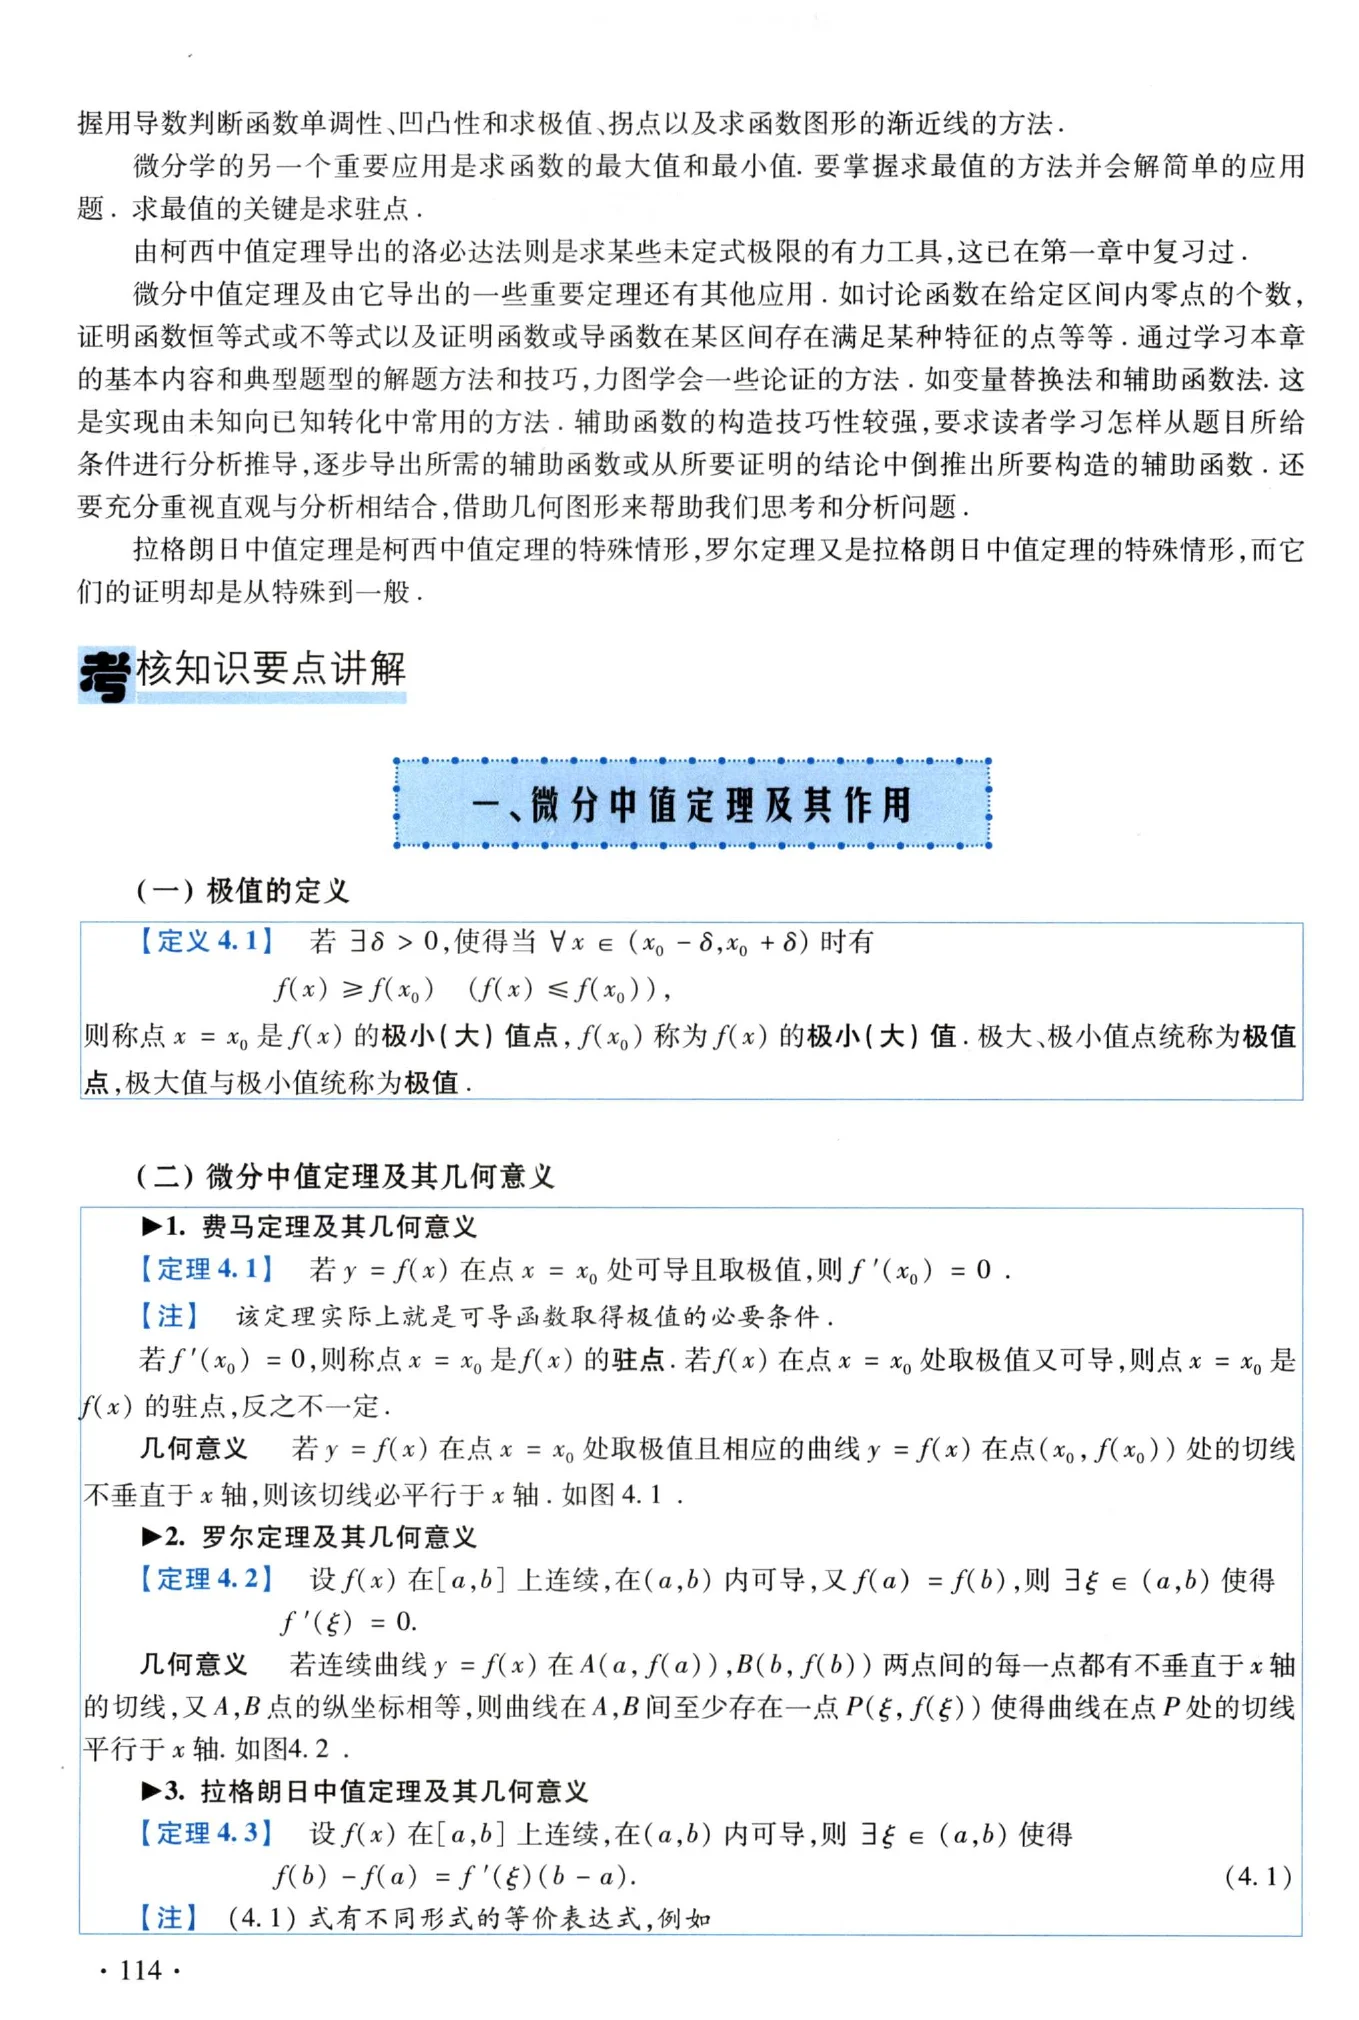 握用导数判断函数单调性、凹凸性和求极值、拐点以及求函数图形的渐近线的方法.
微分学的另一个重要应用是求函数的最大值和最小值. 要掌握求最值的方法并会解简单的应用
题. 求最值的关键是求驻点.
由柯西中值定理导出的洛必达法则是求某些未定式极限的有力工具,这已在第一章中复习过.
微分中值定理及由它导出的一些重要定理还有其他应用. 如讨论函数在给定区间内零点的个数,
证明函数恒等式或不等式以及证明函数或导函数在某区间存在满足某种特征的点等等. 通过学习本章
的基本内容和典型题型的解题方法和技巧,力图学会一些论证的方法. 如变量替换法和辅助函数法. 这
是实现由未知向已知转化中常用的方法. 辅助函数的构造技巧性较强,要求读者学习怎样从题目所给
条件进行分析推导,逐步导出所需的辅助函数或从所要证明的结论中倒推出所要构造的辅助函数. 还
要充分重视直观与分析相结合,借助几何图形来帮助我们思考和分析问题.
拉格朗日中值定理是柯西中值定理的特殊情形,罗尔定理又是拉格朗日中值定理的特殊情形,而它
们的证明却是从特殊到一般.
考核知识要点讲解
一、微分中值定理及其作用
(一) 极值的定义
【定义 4.1】 若 ∃δ > 0,使得当 ∀x ∈ (x₀ − δ,x₀ + δ) 时有
f(x) ≥ f(x₀) (f(x) ≤ f(x₀)),
则称点 x = x₀ 是 f(x) 的极小(大) 值点, f(x₀) 称为 f(x) 的极小(大) 值. 极大、极小值点统称为极值
点,极大值与极小值统称为极值.
(二) 微分中值定理及其几何意义
▶1. 费马定理及其几何意义
【定理 4.1】 若 y = f(x) 在点 x = x₀ 处可导且取极值,则 f ′(x₀) = 0 .
【注】 该定理实际上就是可导函数取得极值的必要条件.
若 f ′(x₀) = 0,则称点 x = x₀ 是 f(x) 的驻点. 若 f(x) 在点 x = x₀ 处取极值又可导,则点 x = x₀ 是
f(x) 的驻点,反之不一定.
几何意义 若 y = f(x) 在点 x = x₀ 处取极值且相应的曲线 y = f(x) 在点(x₀, f(x₀)) 处的切线
不垂直于 x 轴,则该切线必平行于 x 轴. 如图 4.1 .
▶2. 罗尔定理及其几何意义
【定理 4.2】 设 f(x) 在[a,b] 上连续,在(a,b) 内可导,又 f(a) = f(b),则 ∃ξ ∈ (a,b) 使得
f ′(ξ) = 0.
几何意义 若连续曲线 y = f(x) 在 A(a, f(a)),B(b, f(b)) 两点间的每一点都有不垂直于 x 轴
的切线,又 A,B 点的纵坐标相等,则曲线在 A,B 间至少存在一点 P(ξ, f(ξ)) 使得曲线在点 P 处的切线
平行于 x 轴. 如图4.2 .
▶3. 拉格朗日中值定理及其几何意义
【定理 4.3】 设 f(x) 在[a,b] 上连续,在(a,b) 内可导,则 ∃ξ ∈ (a,b) 使得
f(b) − f(a) = f ′(ξ)(b − a). (4.1)
【注】 (4.1) 式有不同形式的等价表达式,例如
· 114 ·